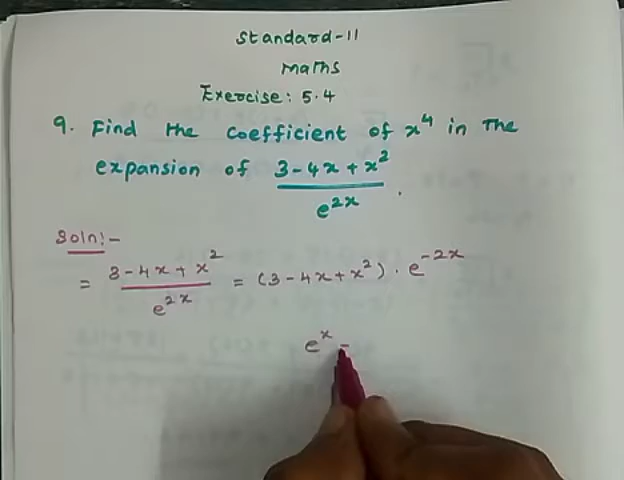 Standard-11
Maths
Exercise: 5.4
9. Find the coefficient of x⁴ in the
expansion of (3-4x+x²)/e^(2x).
Soln:-
= (3-4x+x²)/e^(2x) = (3-4x+x²).e^(-2x)
e^x =